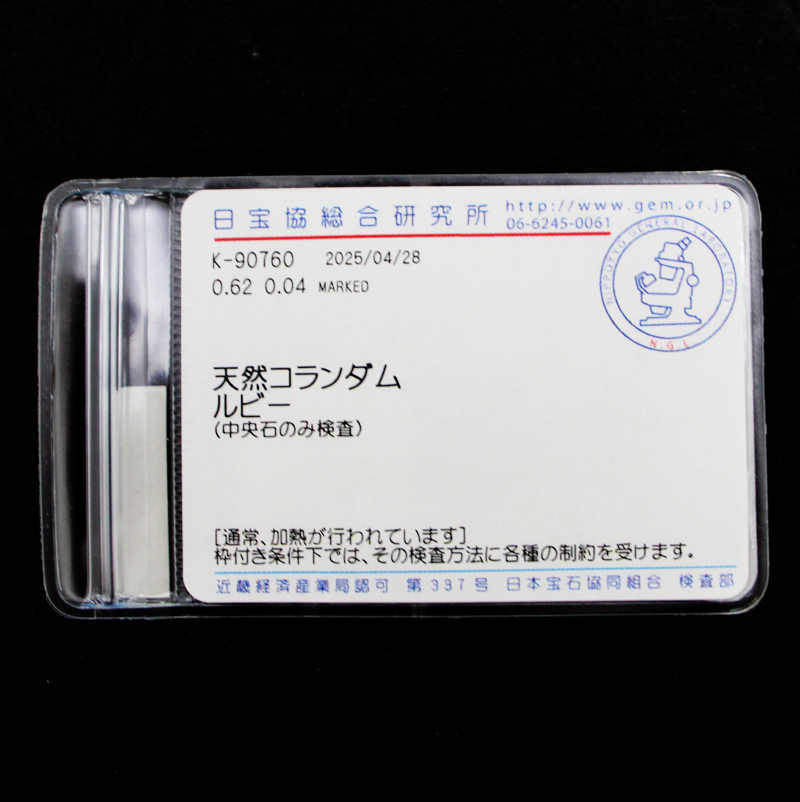 日宝協総合研究所
http://www.gem.or.jp
06-6245-0061
K-90760 2025/04/28
0.62 0.04 MARKED
NIPPOKYO GENERAL LABORATORY
N.G.L
天然コランダム
ルビー
(中央石のみ検査)
[通常、加熱が行われています]
枠付き条件下では、その検査方法に各種の制約を受けます。
近畿経済産業局認可 第397号 日本宝石協同組合 検査部